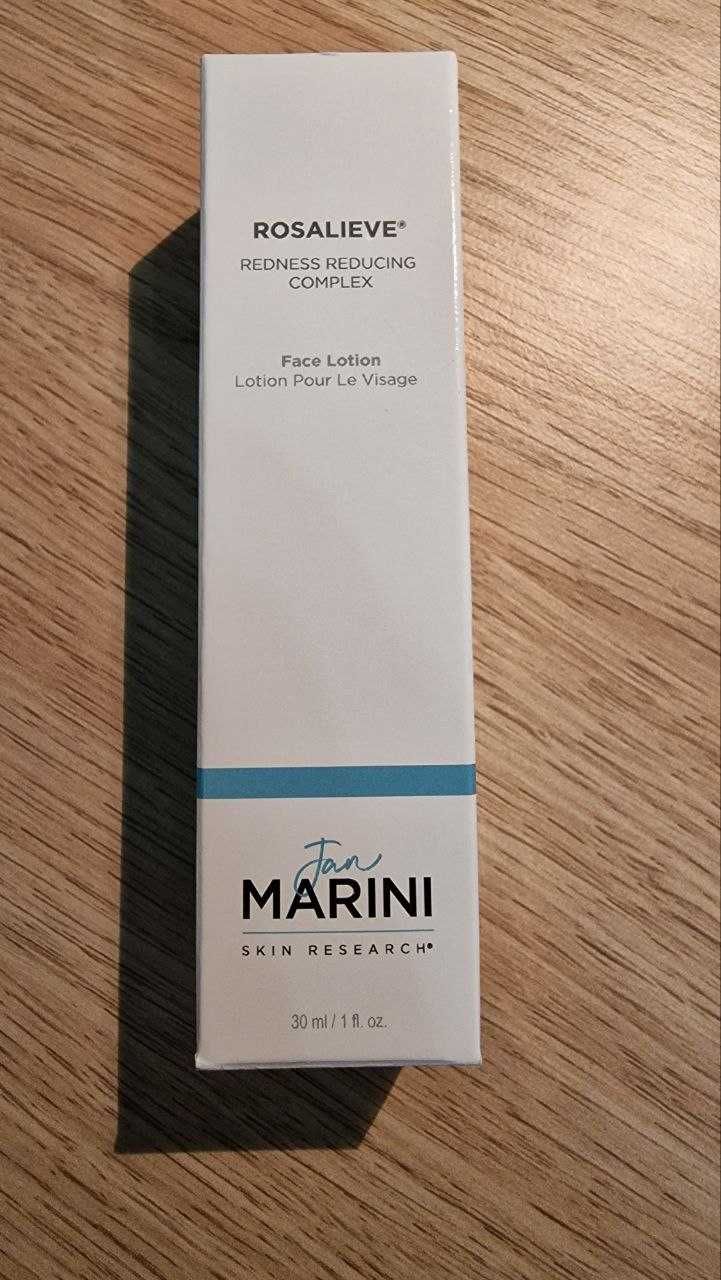 ROSALIEVE®
REDNESS REDUCING
COMPLEX
Face Lotion
Lotion Pour Le Visage
Jan
MARINI
SKIN RESEARCH®
30 ml / 1 fl. oz.